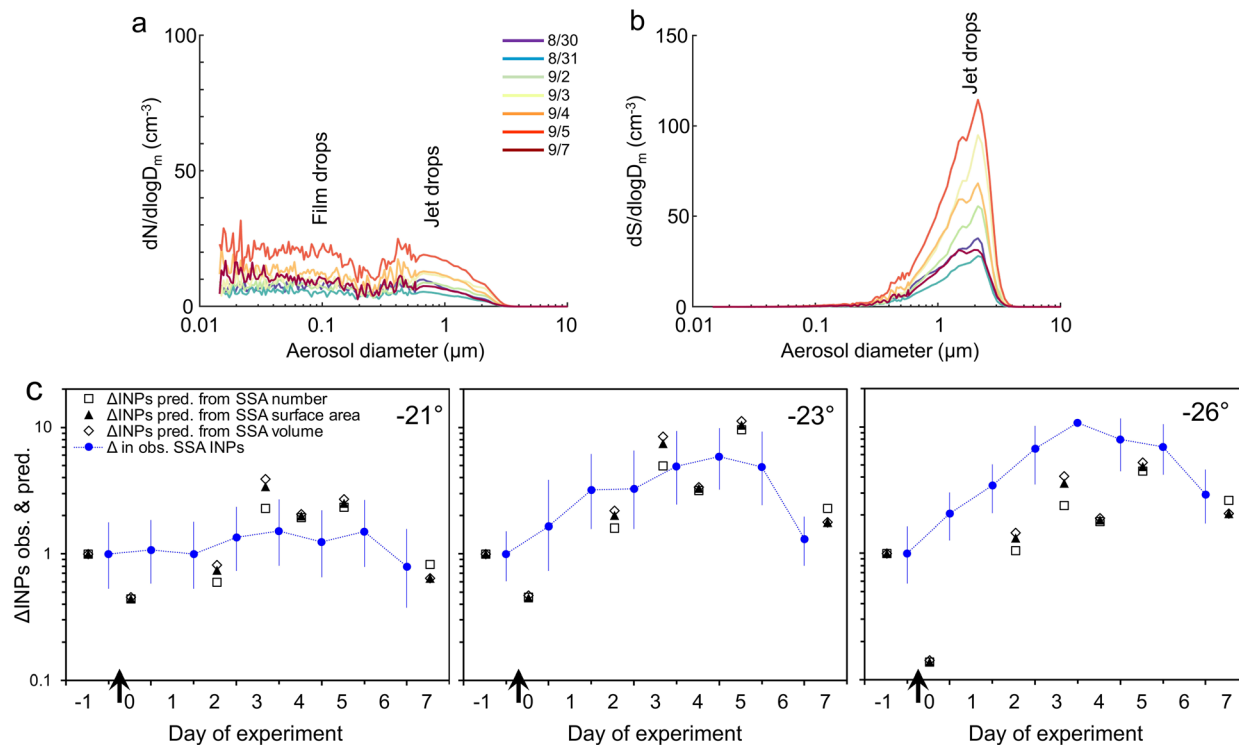 a
100
50
0
dN/dlogDm (cm-3)
Film drops
Jet drops
8/30
8/31
9/2
9/3
9/4
9/5
9/7
0.01
0.1
1
10
Aerosol diameter (µm)
b
150
100
50
0
dS/dlogDm (cm-3)
Jet drops
0.01
0.1
1
10
Aerosol diameter (µm)
c
ΔINPs obs. & pred.
10
1
0.1
ΔINPs pred. from SSA number
ΔINPs pred. from SSA surface area
ΔINPs pred. from SSA volume
Δ in obs. SSA INPs
-21°
-1 0 1 2 3 4 5 6 7
Day of experiment
-23°
-1 0 1 2 3 4 5 6 7
Day of experiment
-26°
-1 0 1 2 3 4 5 6 7
Day of experiment